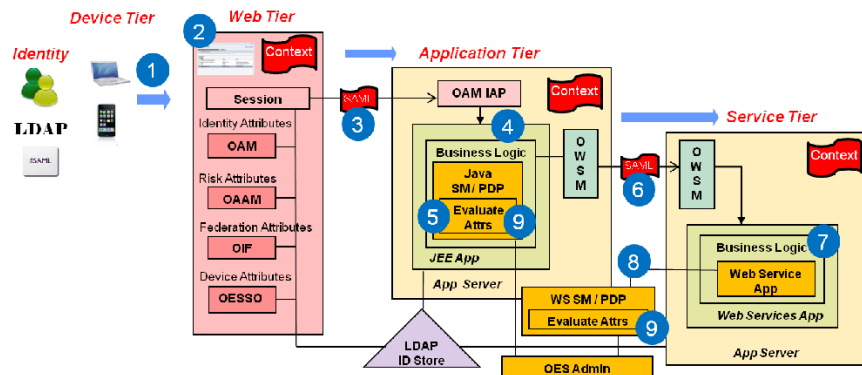 Device Tier
Web Tier
Identity
1
2
Context
Application Tier
LDAP
Session
SAML
3
OAM IAP
Context
Service Tier
Identity Attributes
OAM
Risk Attributes
OAAM
Federation Attributes
OIF
Device Attributes
OESSO
4
Business Logic
Java
SM/ PDP
5
Evaluate
Attrs
9
JEE App
App Server
OWSM
SAML
6
OWSM
Context
Business Logic
7
Web Service
App
Web Services App
App Server
8
WS SM / PDP
Evaluate Attrs
9
LDAP
ID Store
OES Admin